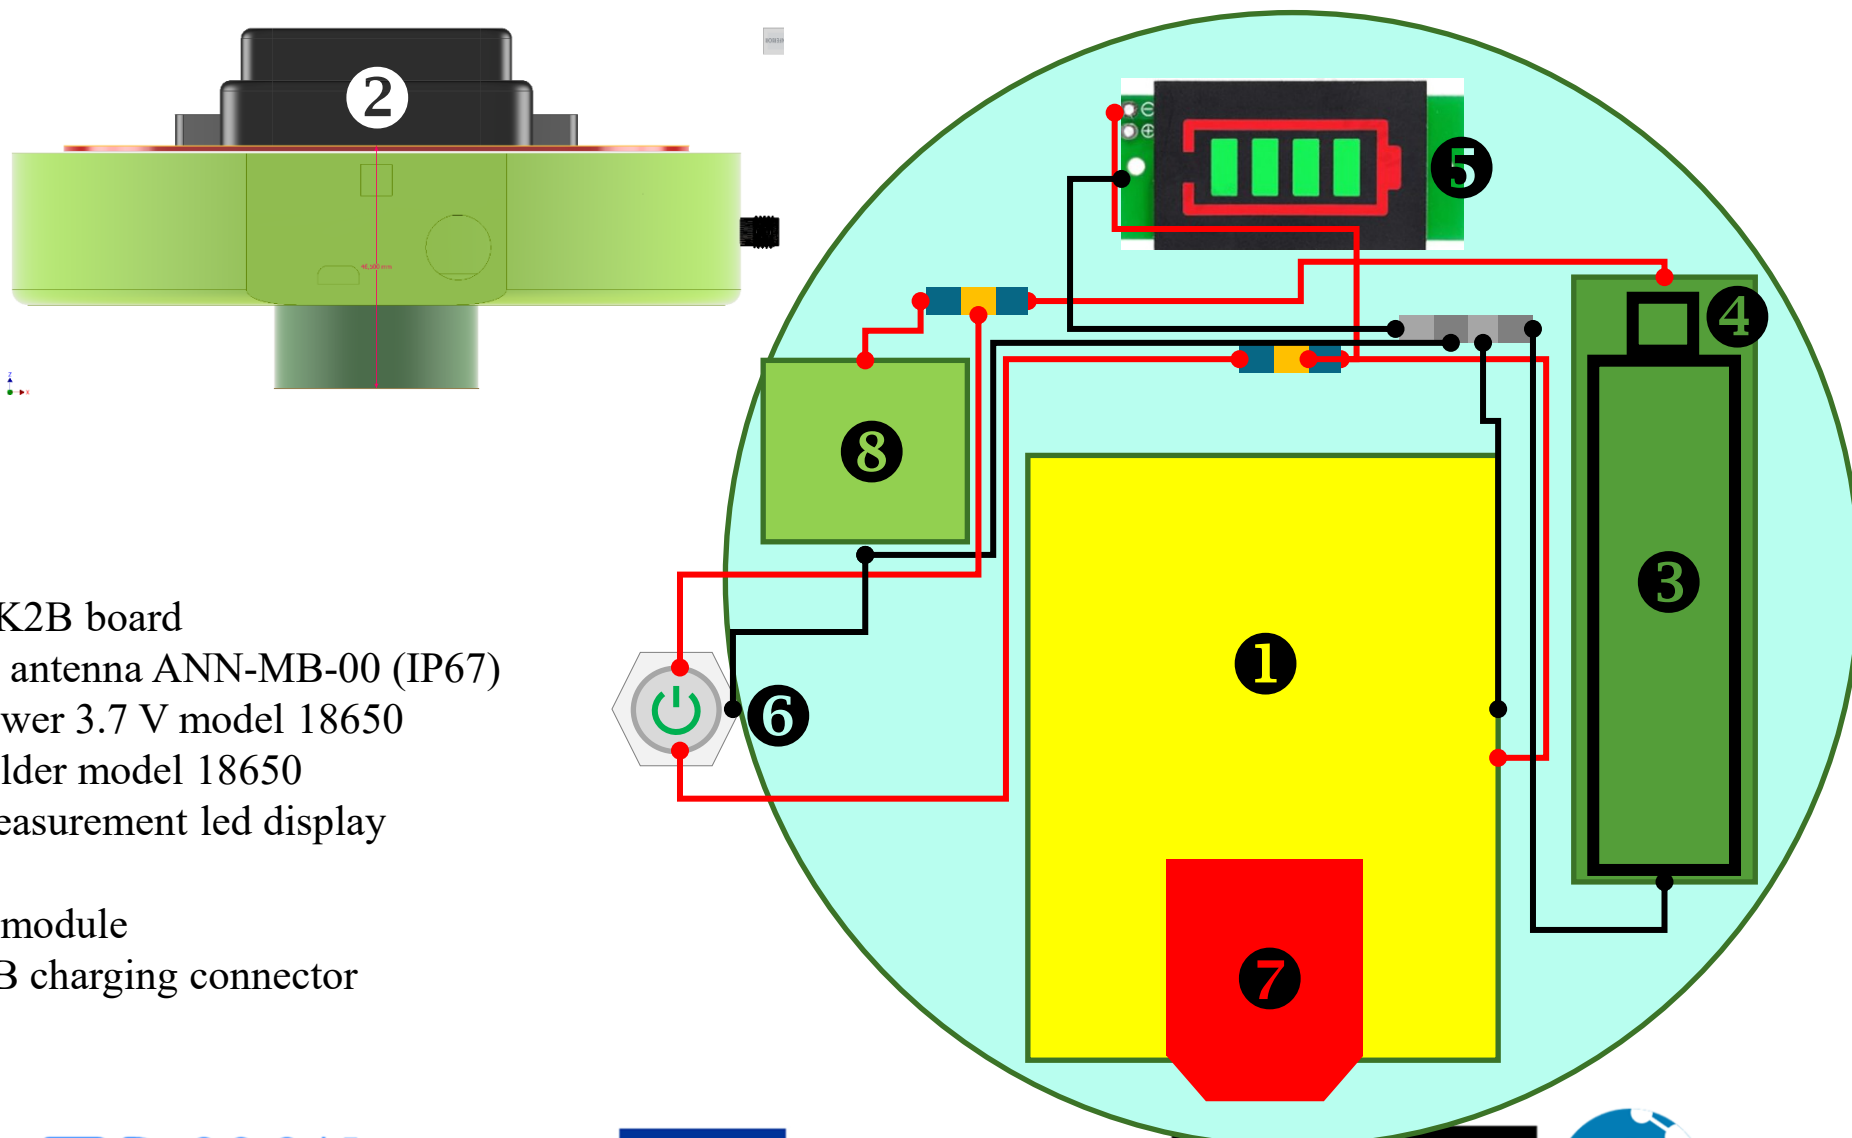 2
5
4
8
3
1
6
7
K2B board
antenna ANN-MB-00 (IP67)
wer 3.7 V model 18650
lder model 18650
easurement led display
module
B charging connector